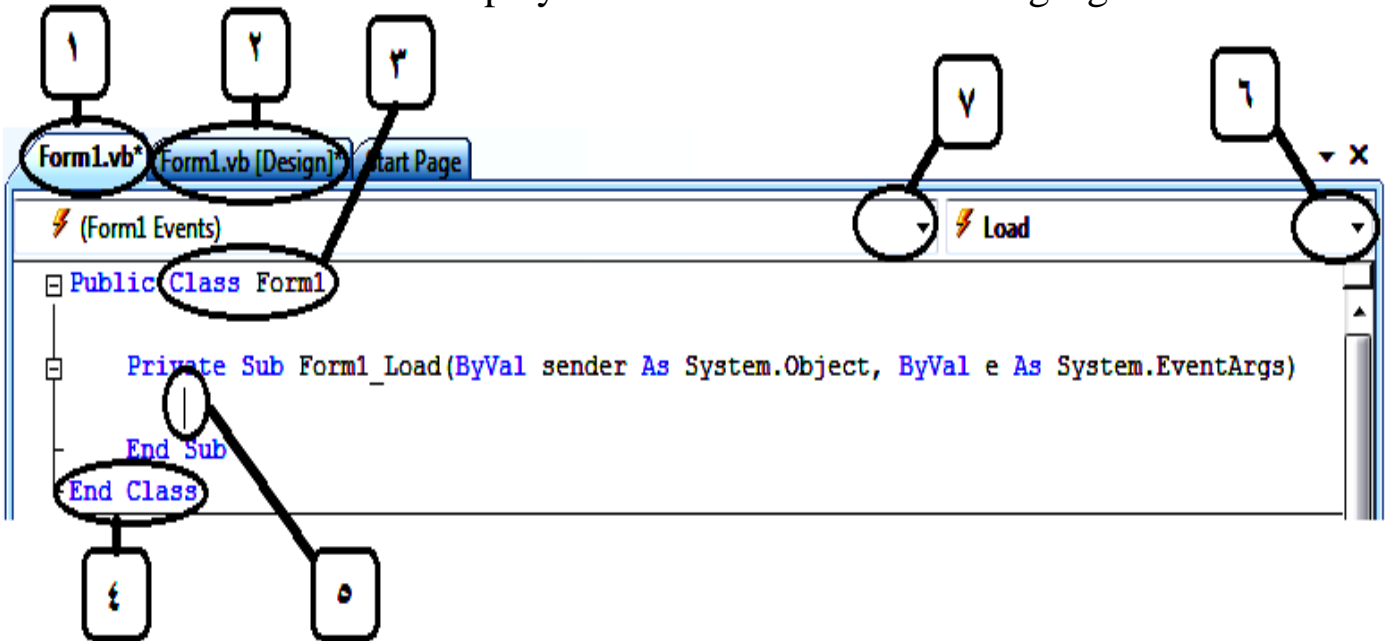 ١ ٢ ٣ ٧ ٦
Form1.vb* Form1.vb [Design]* Start Page
(Form1 Events) Load
Public Class Form1
Private Sub Form1_Load(ByVal sender As System.Object, ByVal e As System.EventArgs)
End Sub
End Class
٤ ٥